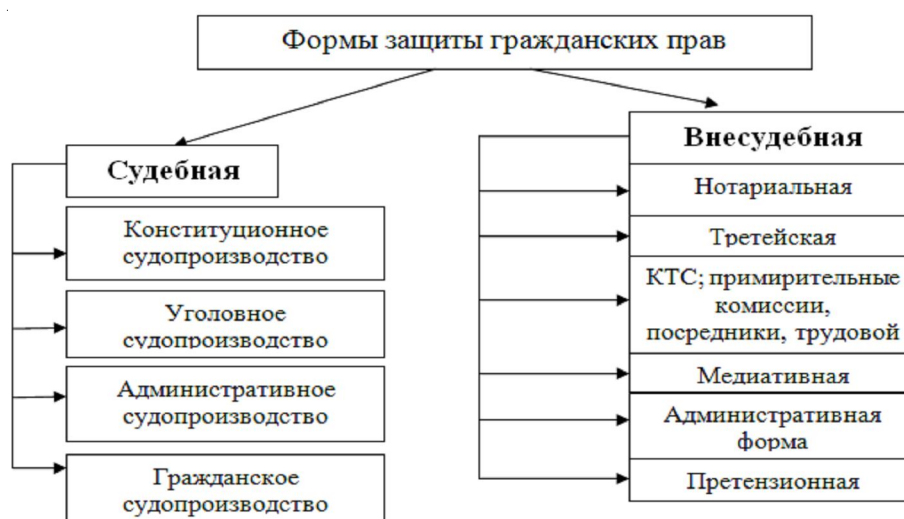 Формы защиты гражданских прав
Судебная
Конституционное
судопроизводство
Уголовное
судопроизводство
Административное
судопроизводство
Гражданское
судопроизводство
Внесудебная
Нотариальная
Третейская
КТС; примирительные
комиссии,
посредники, трудовой
Медиативная
Административная
форма
Претензионная